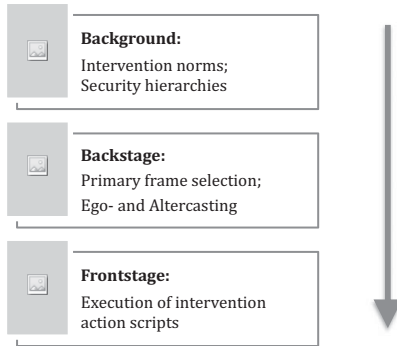 Background:
Intervention norms;
Security hierarchies
Backstage:
Primary frame selection;
Ego- and Altercasting
Frontstage:
Execution of intervention
action scripts